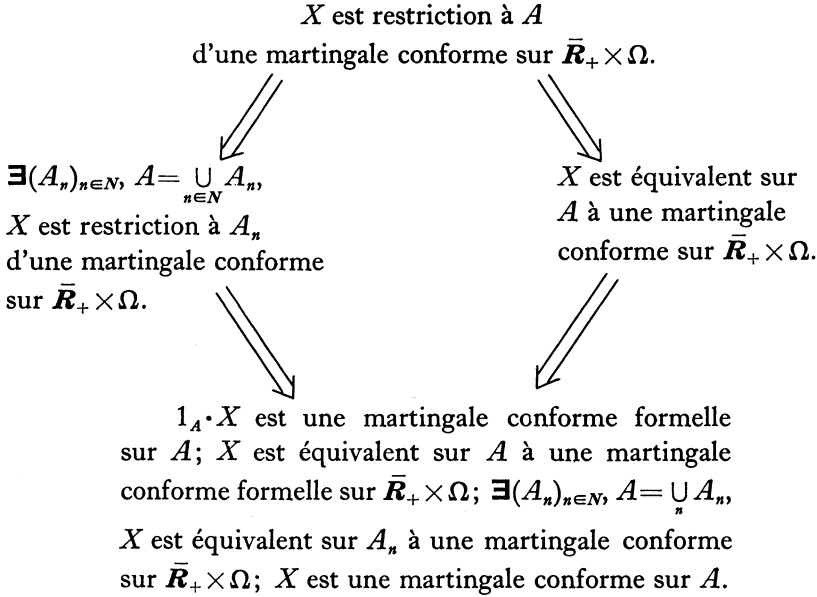 X est restriction à A
d'une martingale conforme sur R̄₊×Ω.
∃(Aₙ)ₙ∈N, A= ∪ Aₙ,
n∈N
X est restriction à Aₙ
d'une martingale conforme
sur R̄₊×Ω.
X est équivalent sur
A à une martingale
conforme sur R̄₊×Ω.
1_A·X est une martingale conforme formelle
sur A; X est équivalent sur A à une martingale
conforme formelle sur R̄₊×Ω; ∃(Aₙ)ₙ∈N, A= ∪ Aₙ,
n
X est équivalent sur Aₙ à une martingale conforme
sur R̄₊×Ω; X est une martingale conforme sur A.